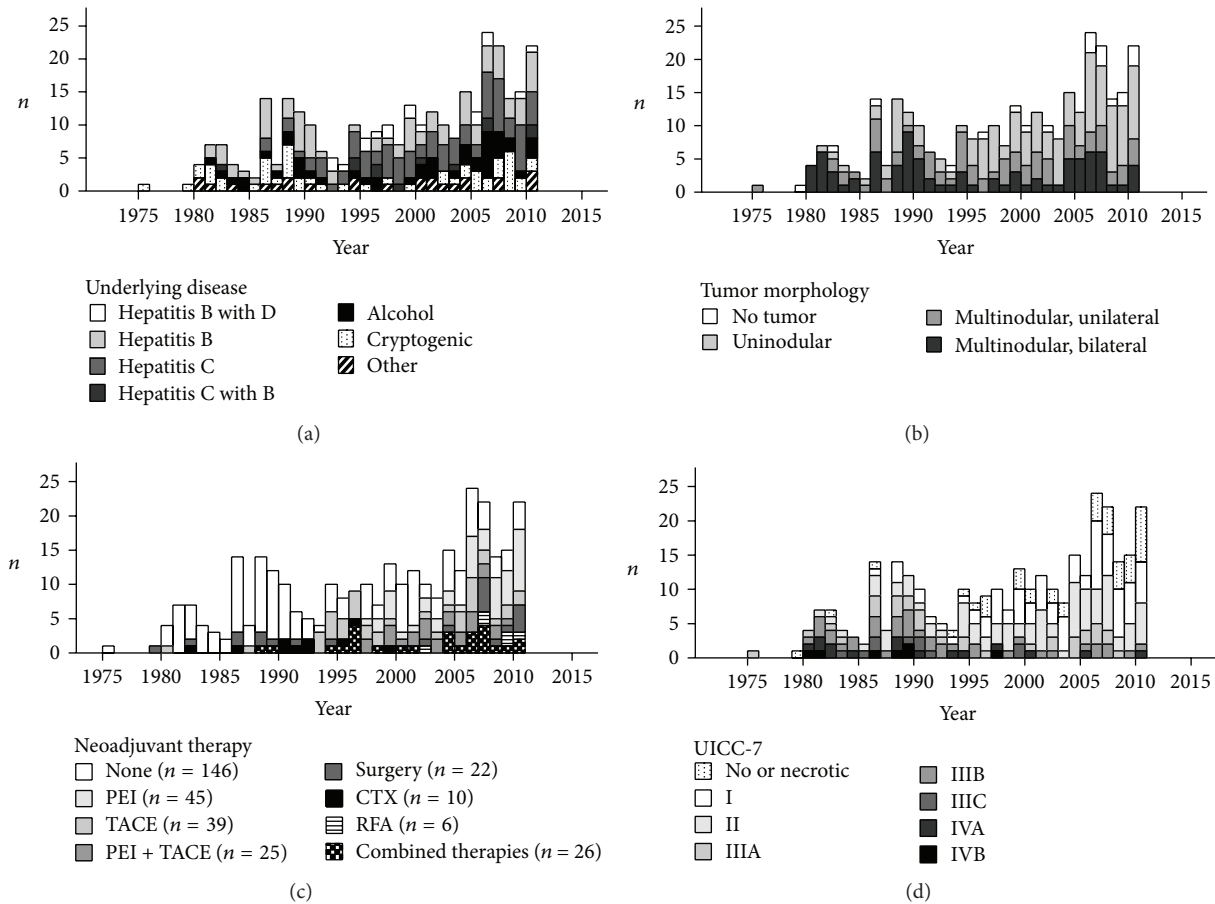 25
20
15
n
10
5
0
1975 1980 1985 1990 1995 2000 2005 2010 2015
Year
Underlying disease
Hepatitis B with D
Hepatitis B
Hepatitis C
Hepatitis C with B
Alcohol
Cryptogenic
Other
(a)
25
20
15
n
10
5
0
1975 1980 1985 1990 1995 2000 2005 2010 2015
Year
Tumor morphology
No tumor
Uninodular
Multinodular, unilateral
Multinodular, bilateral
(b)
25
20
15
n
10
5
0
1975 1980 1985 1990 1995 2000 2005 2010 2015
Year
Neoadjuvant therapy
None (n = 146)
PEI (n = 45)
TACE (n = 39)
PEI + TACE (n = 25)
Surgery (n = 22)
CTX (n = 10)
RFA (n = 6)
Combined therapies (n = 26)
(c)
25
20
15
n
10
5
0
1975 1980 1985 1990 1995 2000 2005 2010 2015
Year
UICC-7
No or necrotic
I
II
IIIA
IIIB
IIIC
IVA
IVB
(d)